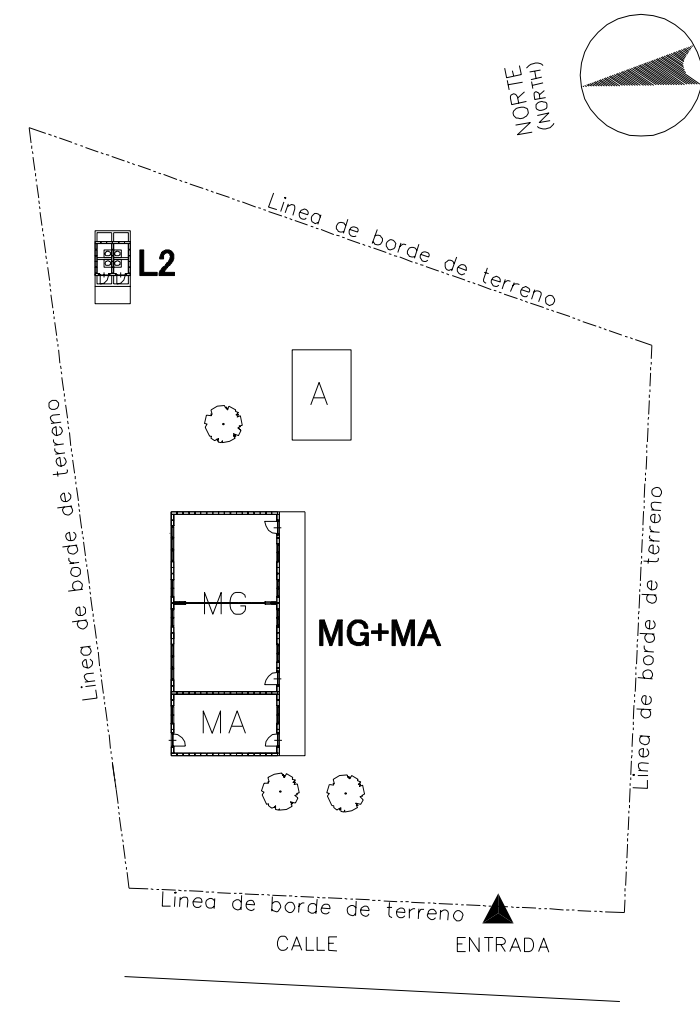 NORTE
(NORTH)
Linea de borde de terreno
L2
A
Linea de borde de terreno
Linea de borde de terreno
MG
MG+MA
MA
Linea de borde de terreno
CALLE
ENTRADA